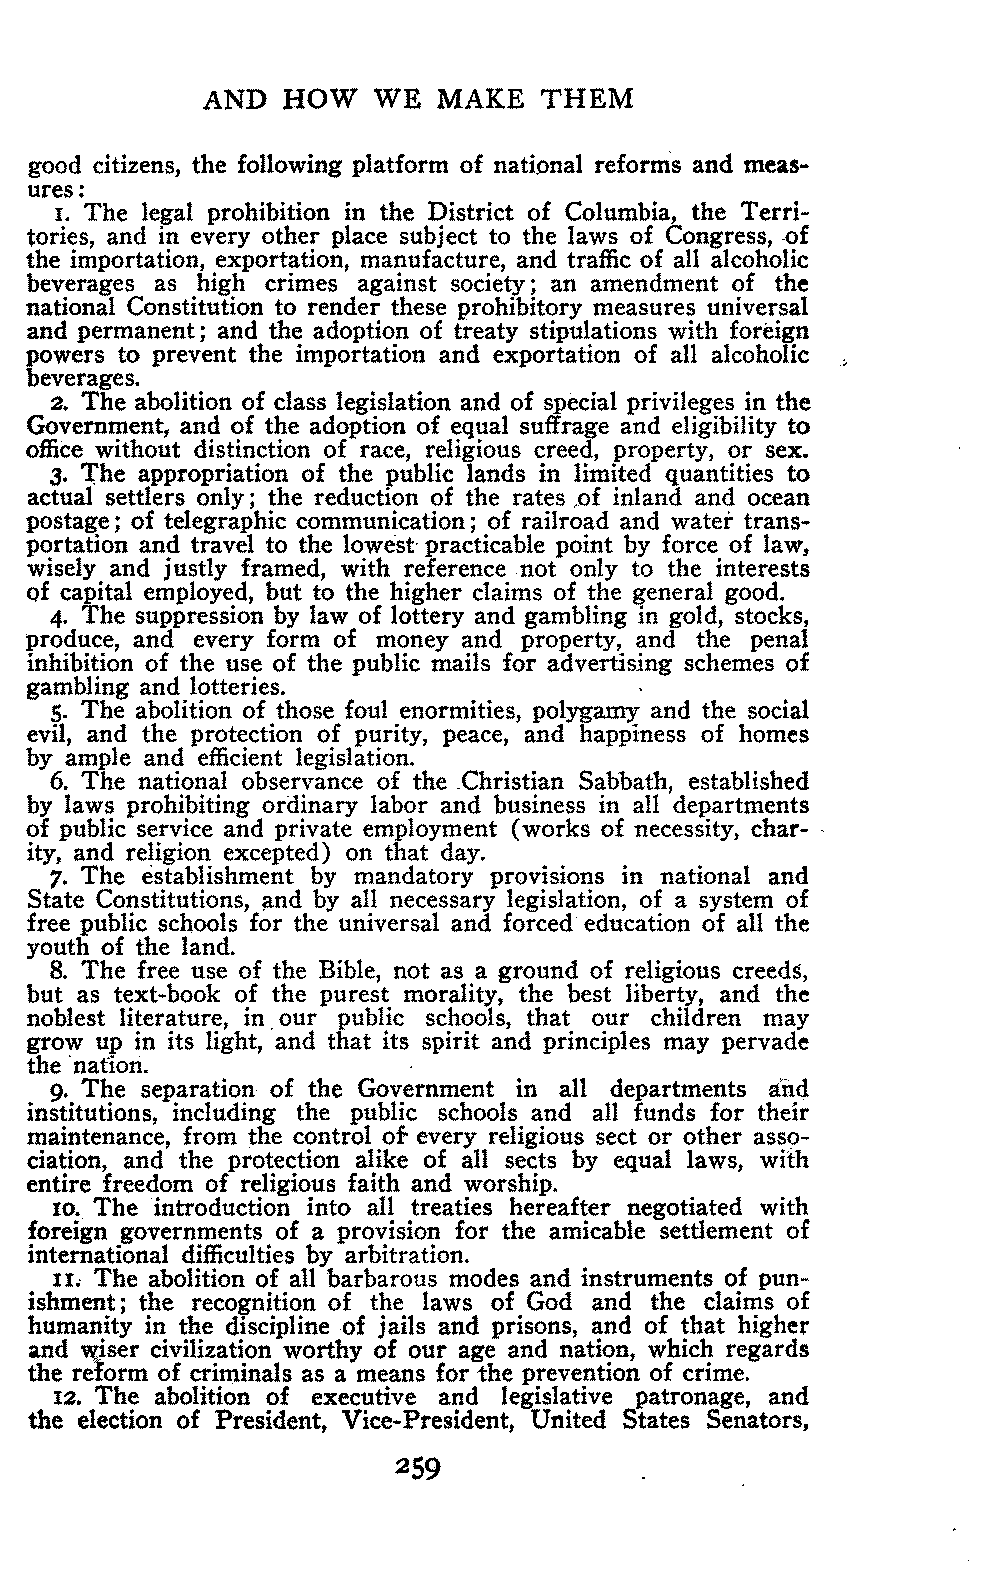 AND HOW WE MAKE THEM
good citizens, the following platform of national reforms and meas-
ures:
1. The legal prohibition in the District of Columbia, the Terri-
tories, and in every other place subject to the laws of Congress, of
the importation, exportation, manufacture, and traffic of all alcoholic
beverages as high crimes against society; an amendment of the
national Constitution to render these prohibitory measures universal
and permanent; and the adoption of treaty stipulations with foreign
powers to prevent the importation and exportation of all alcoholic
beverages.
2. The abolition of class legislation and of special privileges in the
Government, and of the adoption of equal suffrage and eligibility to
office without distinction of race, religious creed, property, or sex.
3. The appropriation of the public lands in limited quantities to
actual settlers only; the reduction of the rates of inland and ocean
postage; of telegraphic communication; of railroad and water trans-
portation and travel to the lowest practicable point by force of law,
wisely and justly framed, with reference not only to the interests
of capital employed, but to the higher claims of the general good.
4. The suppression by law of lottery and gambling in gold, stocks,
produce, and every form of money and property, and the penal
inhibition of the use of the public mails for advertising schemes of
gambling and lotteries.
5. The abolition of those foul enormities, polygamy and the social
evil, and the protection of purity, peace, and happiness of homes
by ample and efficient legislation.
6. The national observance of the Christian Sabbath, established
by laws prohibiting ordinary labor and business in all departments
of public service and private employment (works of necessity, char-
ity, and religion excepted) on that day.
7. The establishment by mandatory provisions in national and
State Constitutions, and by all necessary legislation, of a system of
free public schools for the universal and forced education of all the
youth of the land.
8. The free use of the Bible, not as a ground of religious creeds,
but as text-book of the purest morality, the best liberty, and the
noblest literature, in our public schools, that our children may
grow up in its light, and that its spirit and principles may pervade
the nation.
9. The separation of the Government in all departments and
institutions, including the public schools and all funds for their
maintenance, from the control of every religious sect or other asso-
ciation, and the protection alike of all sects by equal laws, with
entire freedom of religious faith and worship.
10. The introduction into all treaties hereafter negotiated with
foreign governments of a provision for the amicable settlement of
international difficulties by arbitration.
11. The abolition of all barbarous modes and instruments of pun-
ishment; the recognition of the laws of God and the claims of
humanity in the discipline of jails and prisons, and of that higher
and wiser civilization worthy of our age and nation, which regards
the reform of criminals as a means for the prevention of crime.
12. The abolition of executive and legislative patronage, and
the election of President, Vice-President, United States Senators,
259